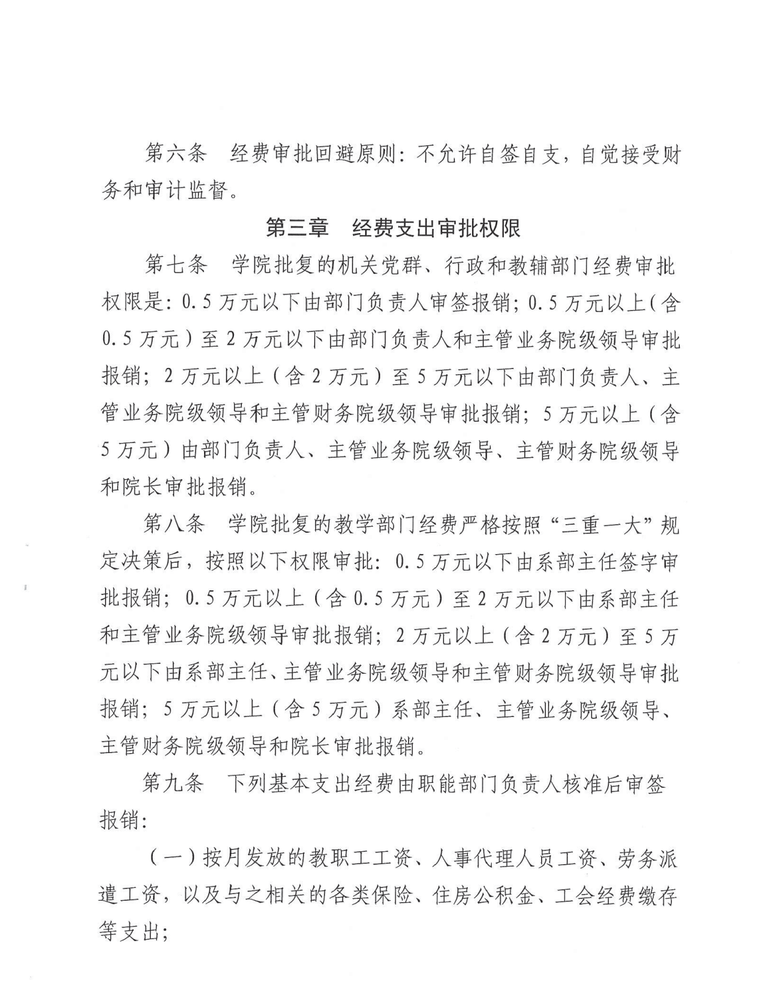 第六条　经费审批回避原则：不允许自签自支，自觉接受财
务和审计监督。
第三章　经费支出审批权限
第七条　学院批复的机关党群、行政和教辅部门经费审批
权限是：0.5 万元以下由部门负责人审签报销；0.5 万元以上（含
0.5 万元）至 2 万元以下由部门负责人和主管业务院级领导审批
报销；2 万元以上（含 2 万元）至 5 万元以下由部门负责人、主
管业务院级领导和主管财务院级领导审批报销；5 万元以上（含
5 万元）由部门负责人、主管业务院级领导、主管财务院级领导
和院长审批报销。
第八条　学院批复的教学部门经费严格按照“三重一大”规
定决策后，按照以下权限审批：0.5 万元以下由系部主任签字审
批报销；0.5 万元以上（含 0.5 万元）至 2 万元以下由系部主任
和主管业务院级领导审批报销；2 万元以上（含 2 万元）至 5 万
元以下由系部主任、主管业务院级领导和主管财务院级领导审批
报销；5 万元以上（含 5 万元）系部主任、主管业务院级领导、
主管财务院级领导和院长审批报销。
第九条　下列基本支出经费由职能部门负责人核准后审签
报销：
（一）按月发放的教职工工资、人事代理人员工资、劳务派
遣工资，以及与之相关的各类保险、住房公积金、工会经费缴存
等支出；